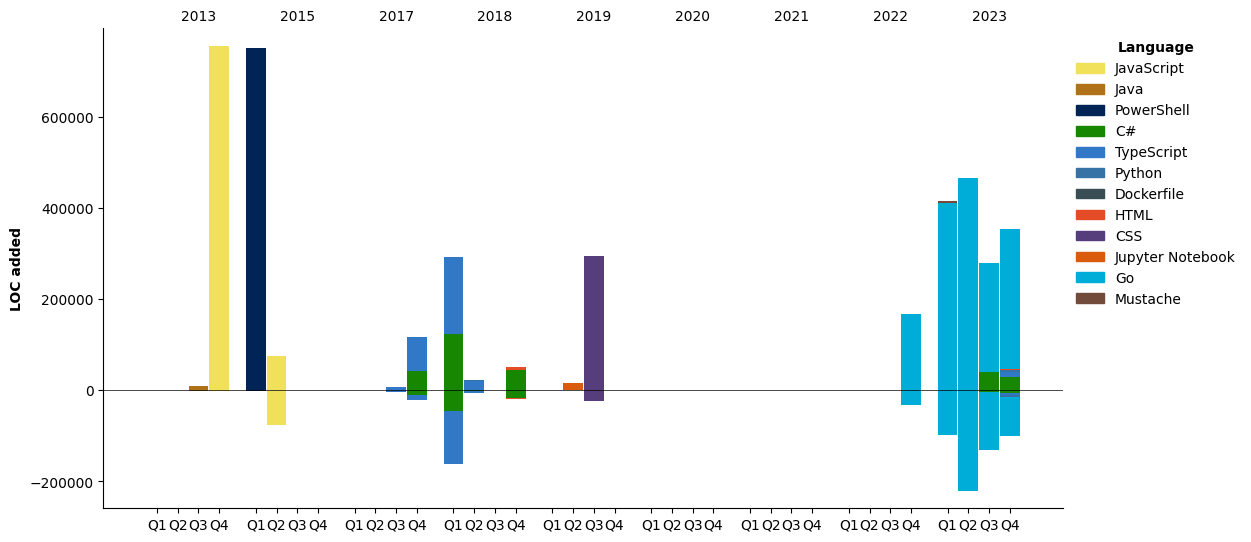 2013 2015 2017 2018 2019 2020 2021 2022 2023
LOC added
600000
400000
200000
0
−200000
Q1 Q2 Q3 Q4 Q1 Q2 Q3 Q4 Q1 Q2 Q3 Q4 Q1 Q2 Q3 Q4 Q1 Q2 Q3 Q4 Q1 Q2 Q3 Q4 Q1 Q2 Q3 Q4 Q1 Q2 Q3 Q4 Q1 Q2 Q3 Q4
Language
JavaScript
Java
PowerShell
C#
TypeScript
Python
Dockerfile
HTML
CSS
Jupyter Notebook
Go
Mustache